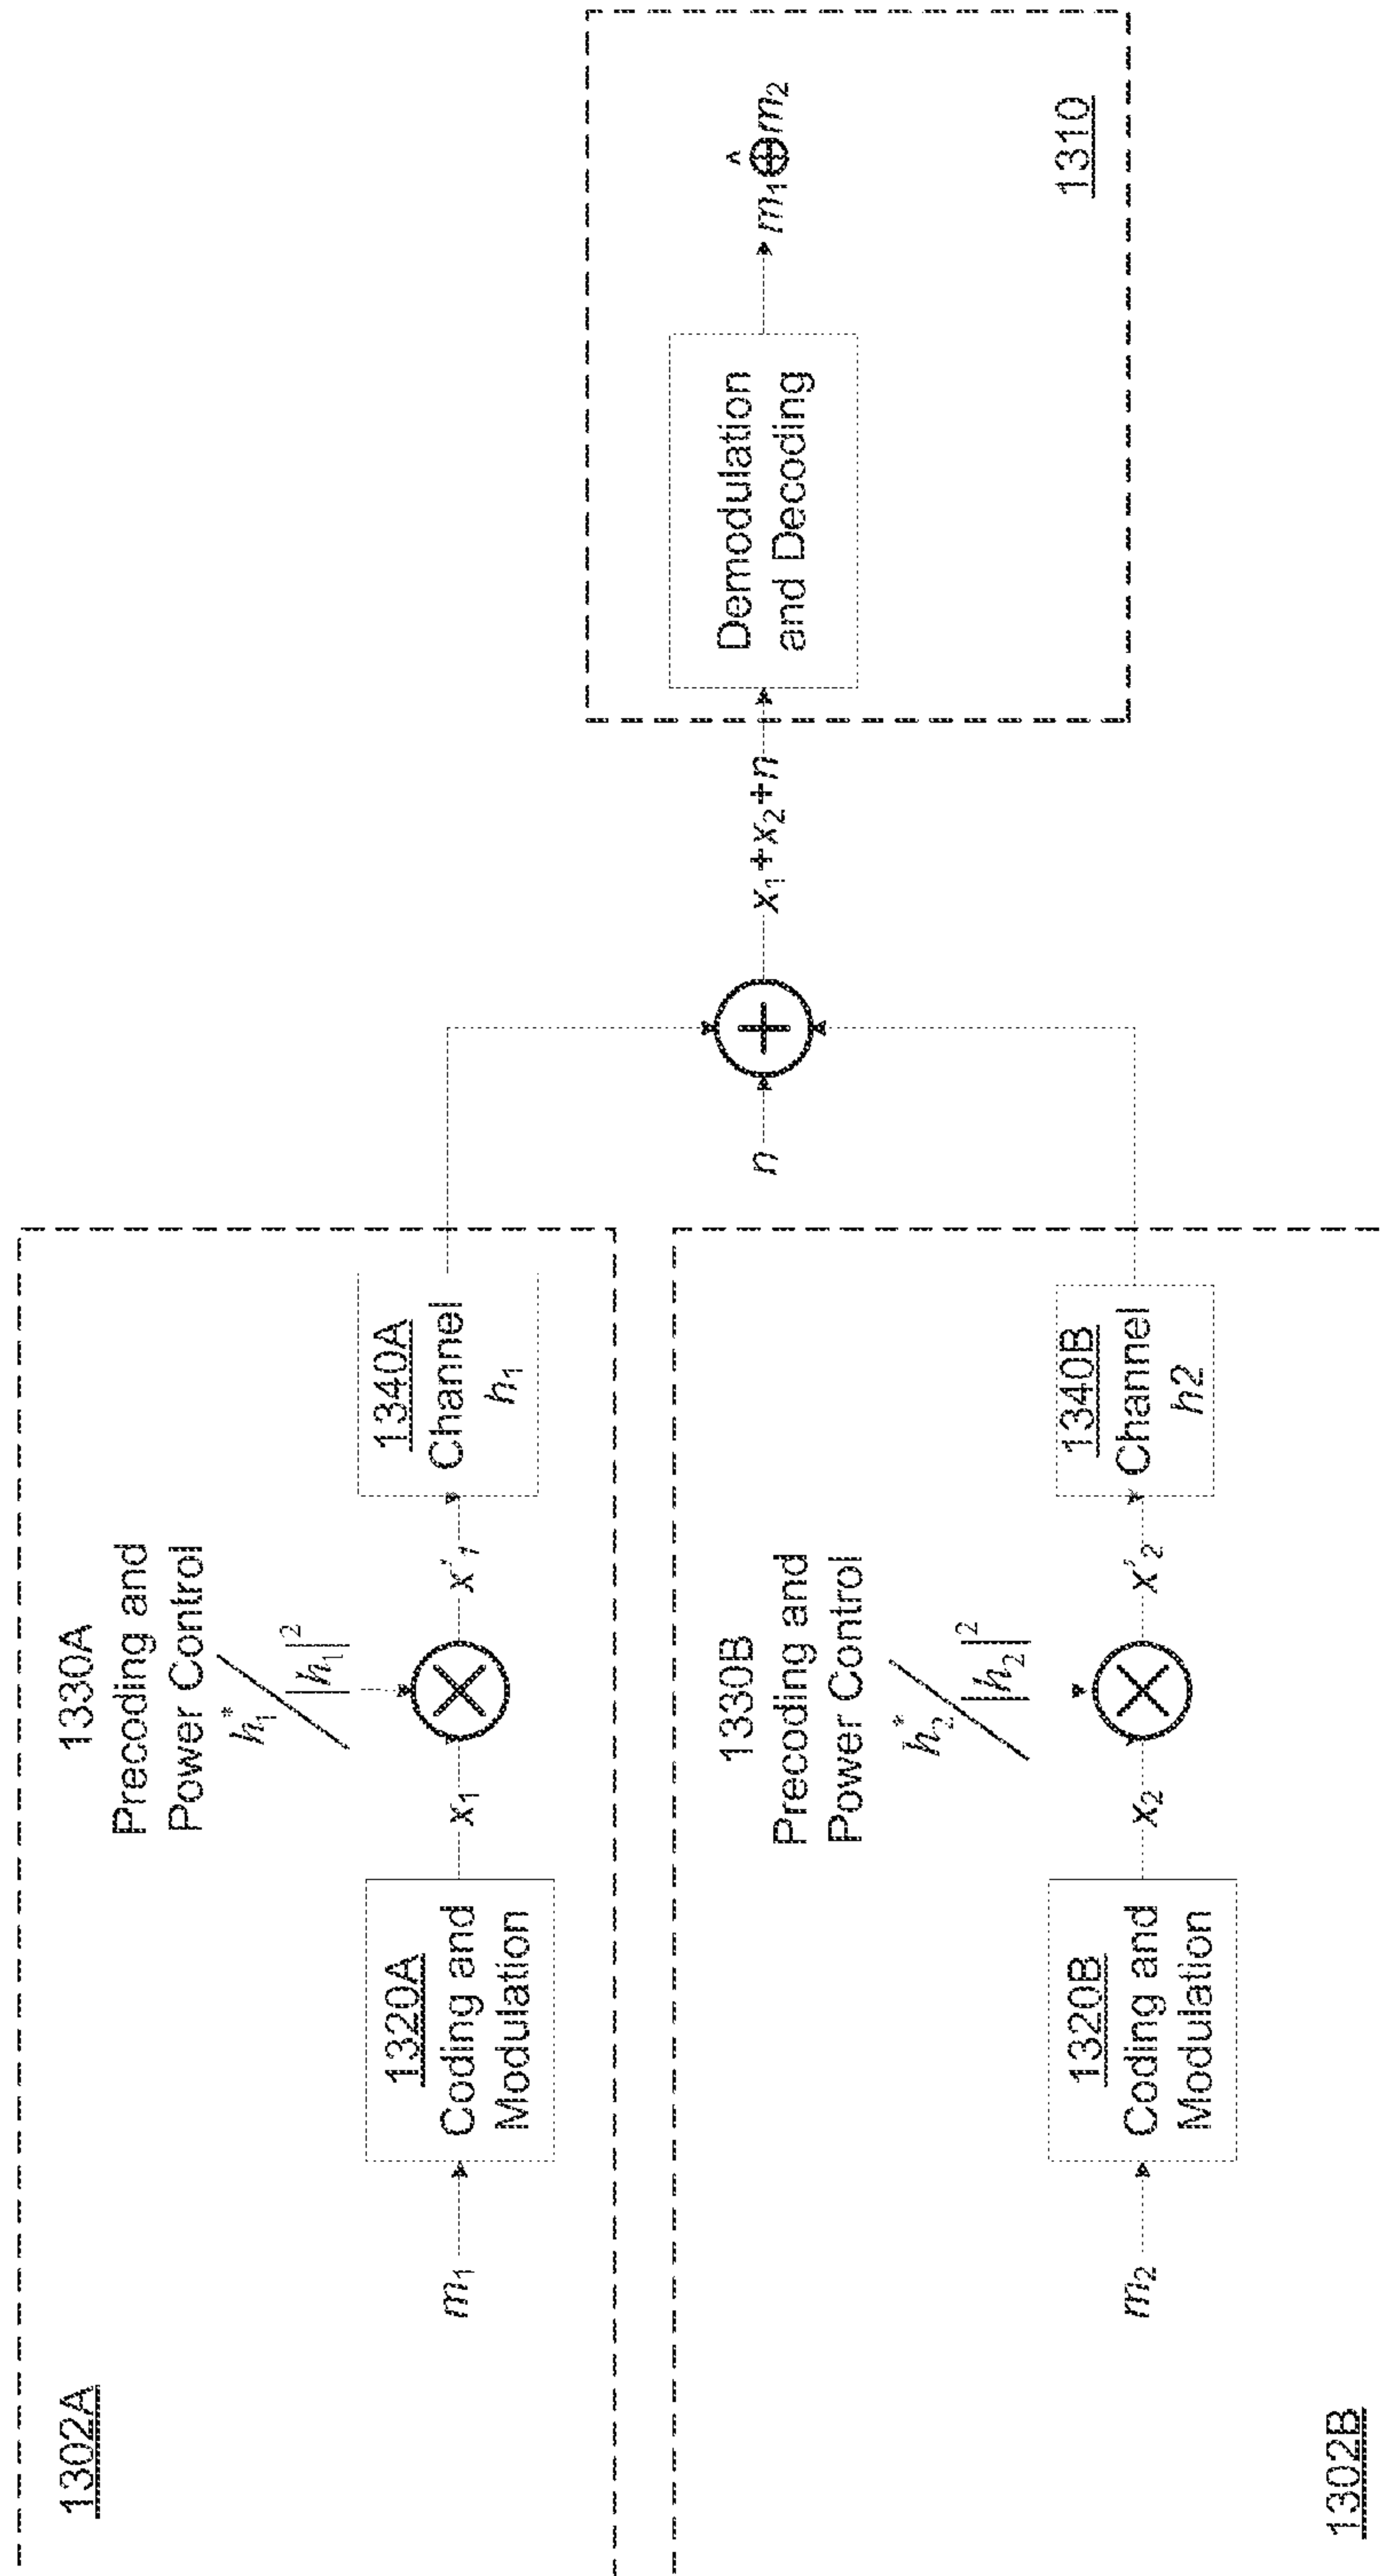 1302A
m₁
1320A
Coding and
Modulation
x₁
1330A
Precoding and
Power Control
h₁* / |h₁|²
x'₁
1340A
Channel
h₁
1302B
m₂
1320B
Coding and
Modulation
x₂
1330B
Precoding and
Power Control
h₂* / |h₂|²
x'₂
1340B
Channel
h2
n
+
x₁+x₂+n
Demodulation
and Decoding
m₁⊕̂m₂
1310